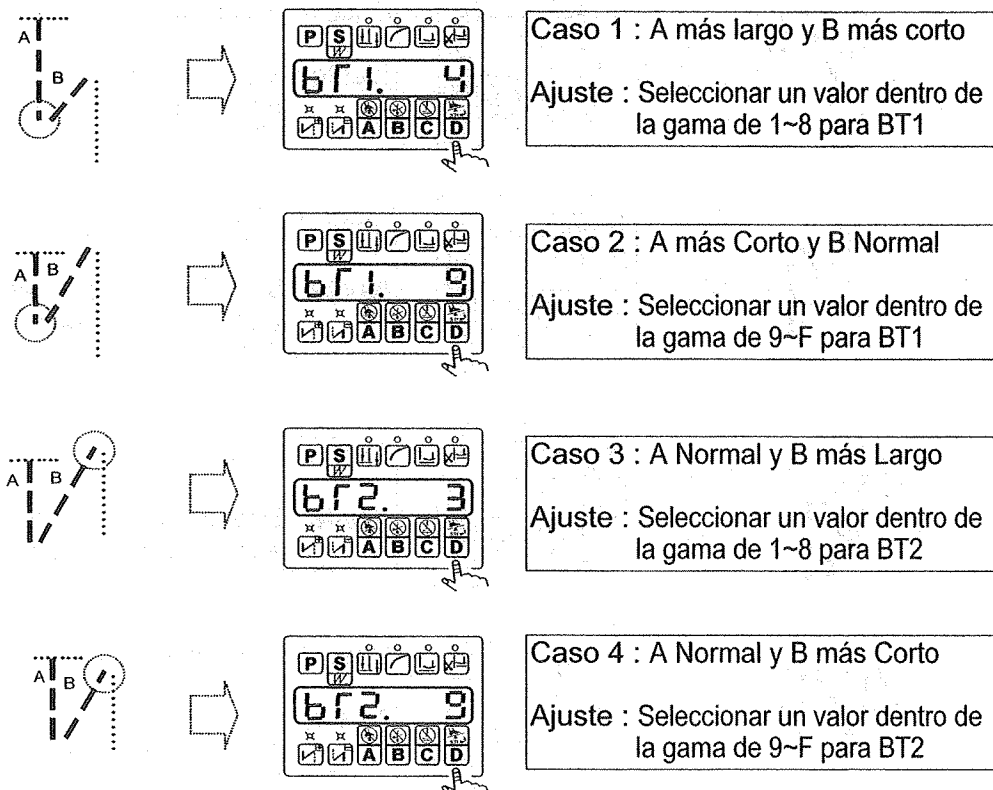 A
B
P S
W
bT1. 4
A B C D
Caso 1 : A más largo y B más corto
Ajuste : Seleccionar un valor dentro de
la gama de 1~8 para BT1
A B
P S
W
bT1. 9
A B C D
Caso 2 : A más Corto y B Normal
Ajuste : Seleccionar un valor dentro de
la gama de 9~F para BT1
A B
P S
W
bT2. 3
A B C D
Caso 3 : A Normal y B más Largo
Ajuste : Seleccionar un valor dentro de
la gama de 1~8 para BT2
A B
P S
W
bT2. 9
A B C D
Caso 4 : A Normal y B más Corto
Ajuste : Seleccionar un valor dentro de
la gama de 9~F para BT2